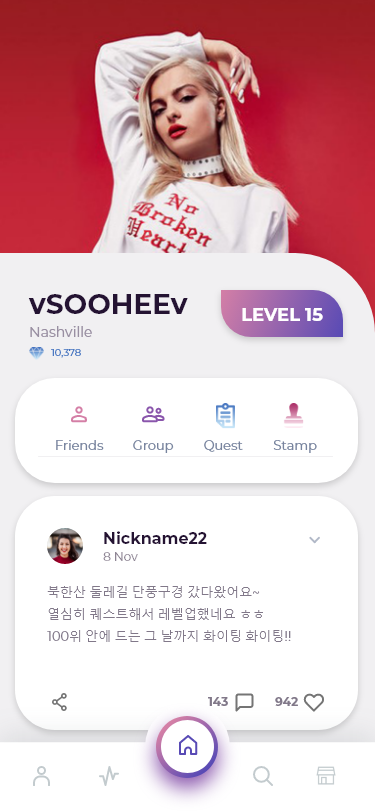 No
Broken
Heart
vSOOHEEv
LEVEL 15
Nashville
10,378
Friends
Group
Quest
Stamp
Nickname22
8 Nov
북한산 둘레길 단풍구경 갔다왔어요~
열심히 퀘스트해서 레벨업했네요 ㅎㅎ
100위 안에 드는 그 날까지 화이팅 화이팅!!
143
942